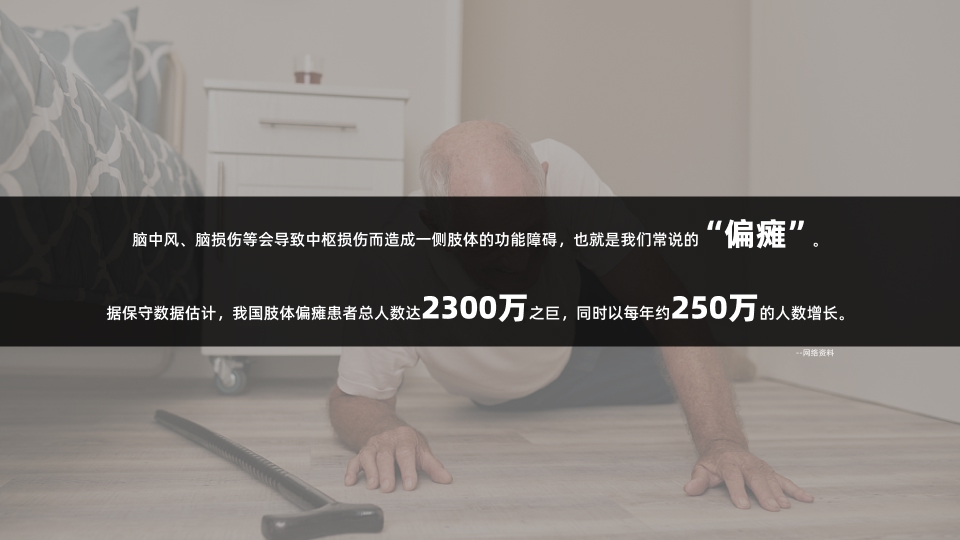 脑中风、脑损伤等会导致中枢损伤而造成一侧肢体的功能障碍，也就是我们常说的“偏瘫”。
据保守数据估计，我国肢体偏瘫患者总人数达2300万之巨，同时以每年约250万的人数增长。
--网络资料